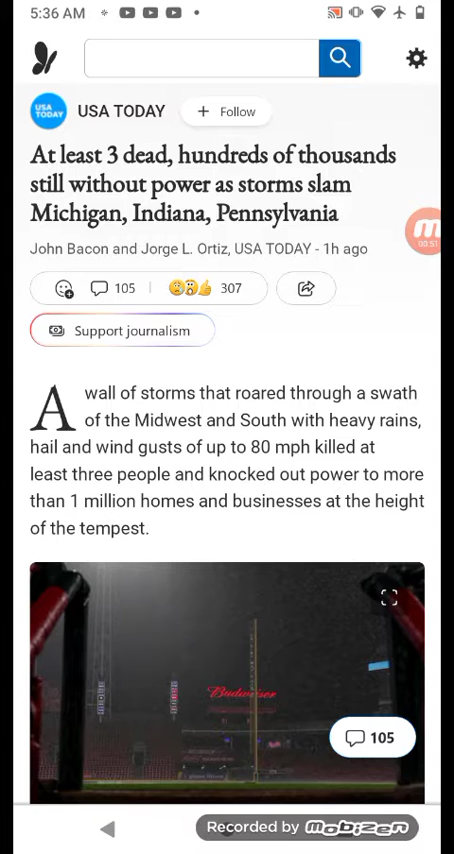 5:36 AM
USA TODAY
USA TODAY
+ Follow
At least 3 dead, hundreds of thousands
still without power as storms slam
Michigan, Indiana, Pennsylvania
John Bacon and Jorge L. Ortiz, USA TODAY - 1h ago
m
00:51
105
307
Support journalism
A wall of storms that roared through a swath
of the Midwest and South with heavy rains,
hail and wind gusts of up to 80 mph killed at
least three people and knocked out power to more
than 1 million homes and businesses at the height
of the tempest.
Budweiser
105
Recorded by mobizen